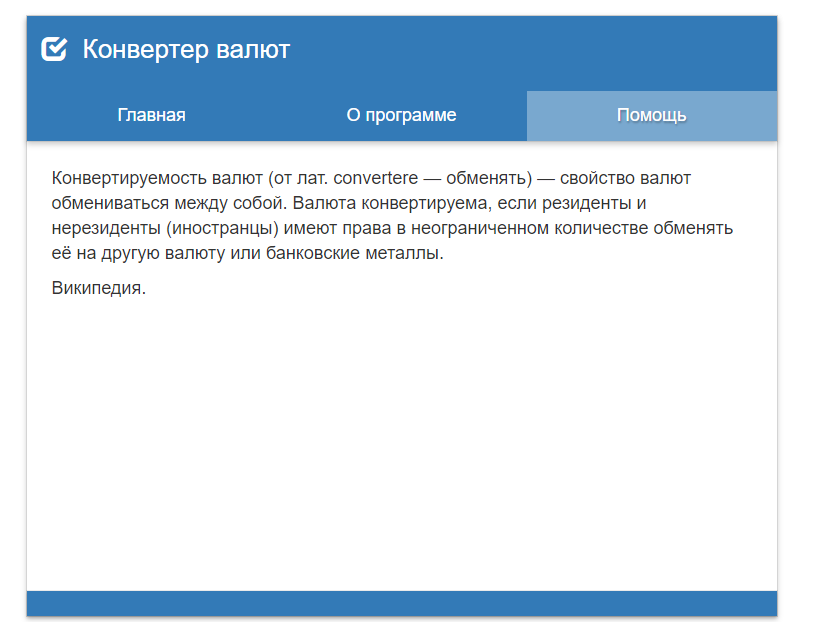 Конвертер валют
Главная
О программе
Помощь
Конвертируемость валют (от лат. convertere — обменять) — свойство валют
обмениваться между собой. Валюта конвертируема, если резиденты и
нерезиденты (иностранцы) имеют права в неограниченном количестве обменять
её на другую валюту или банковские металлы.
Википедия.